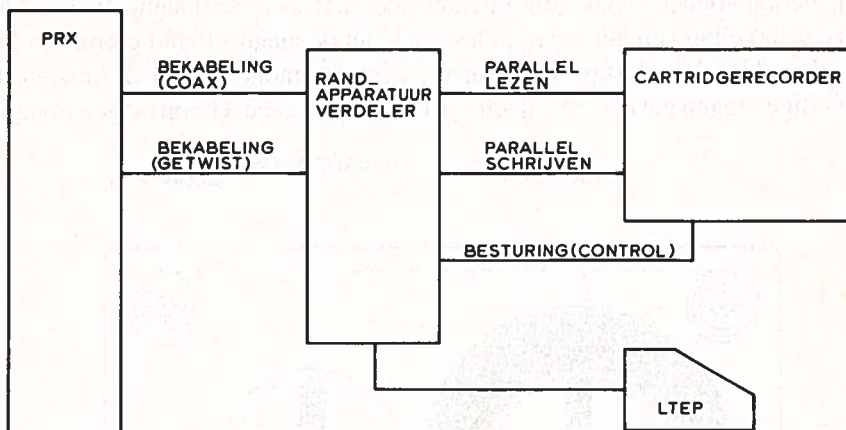 PRX
BEKABELING
(COAX)
BEKABELING
(GETWIST)
RAND_
APPARATUUR
VERDELER
PARALLEL
LEZEN
PARALLEL
SCHRIJVEN
BESTURING(CONTROL)
CARTRIDGERECORDER
LTEP